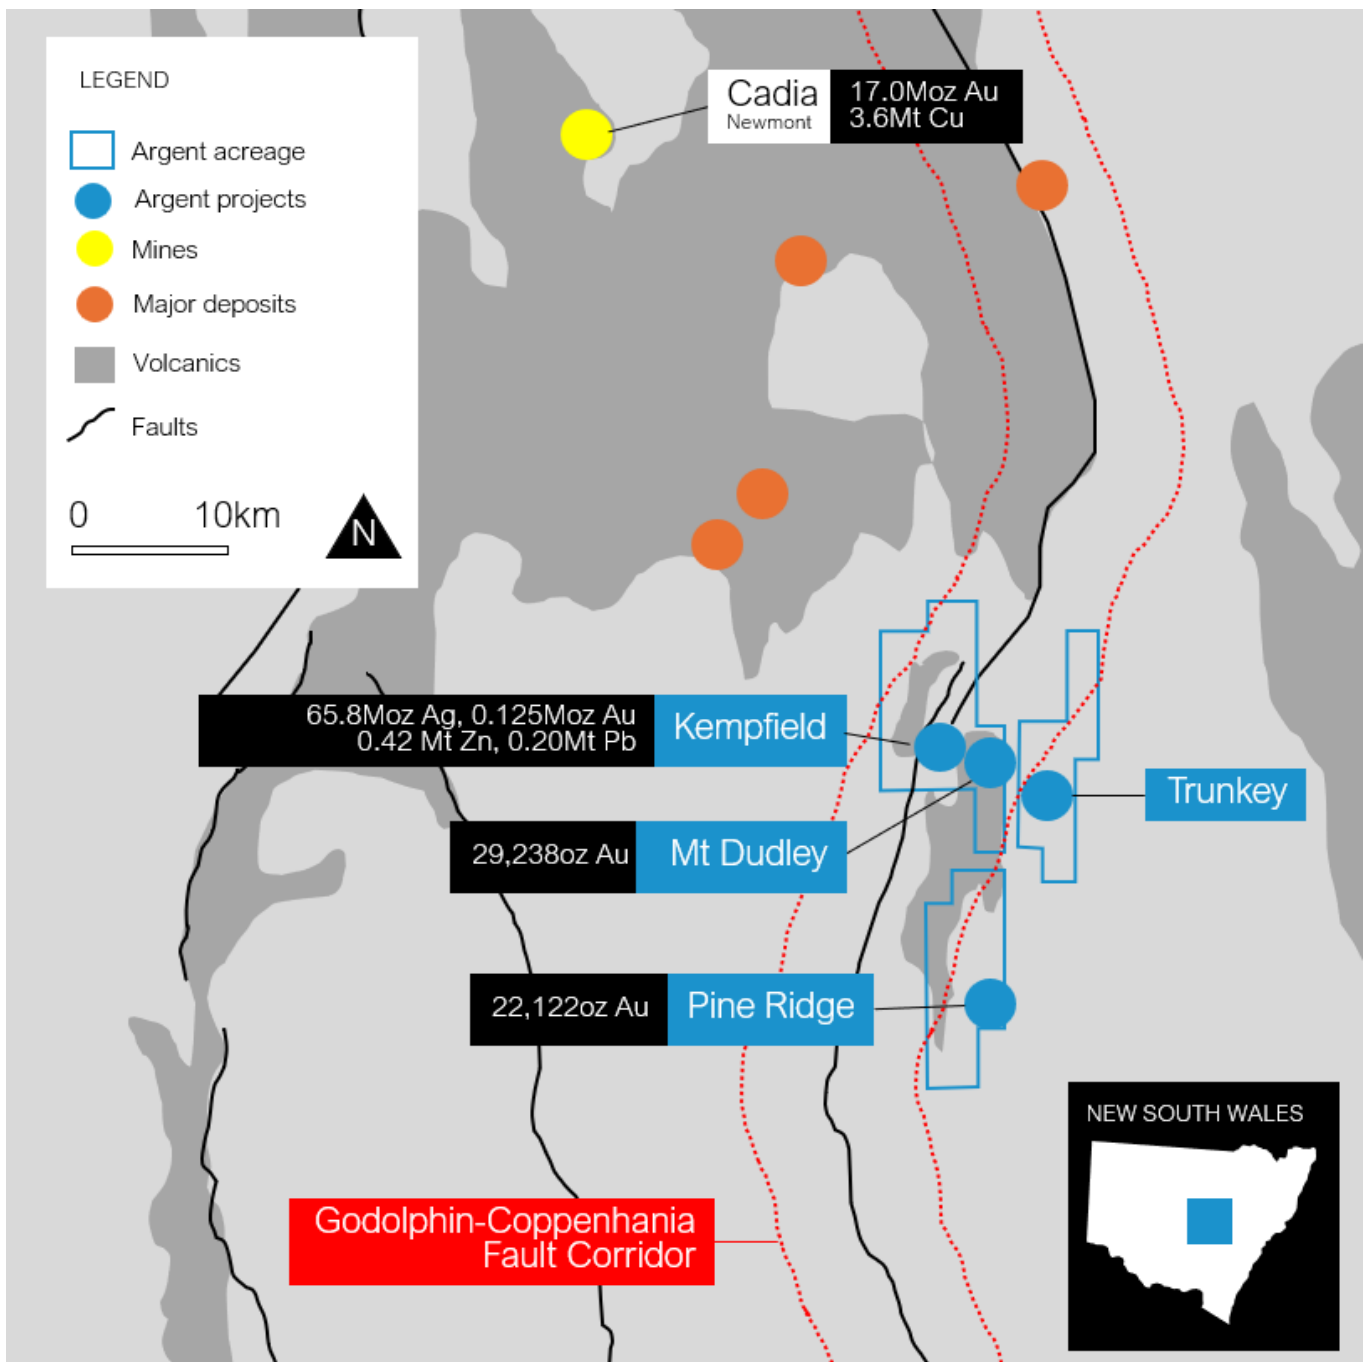 LEGEND
Argent acreage
Argent projects
Mines
Major deposits
Volcanics
Faults
0 10km
N
Cadia
Newmont
17.0Moz Au
3.6Mt Cu
65.8Moz Ag, 0.125Moz Au
0.42 Mt Zn, 0.20Mt Pb
Kempfield
Trunkey
29,238oz Au
Mt Dudley
22,122oz Au
Pine Ridge
Godolphin-Coppenhania
Fault Corridor
NEW SOUTH WALES